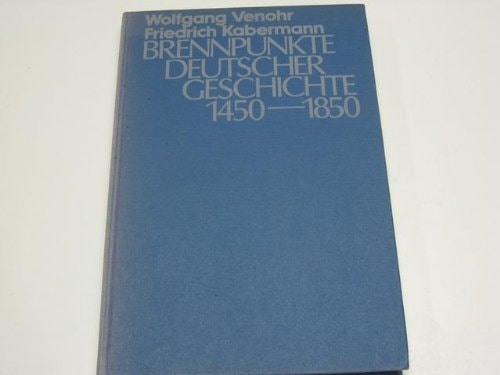 Wolfgang Venohr
Friedrich Kabermann
BRENNPUNKTE
DEUTSCHER
GESCHICHTE
1450—1850